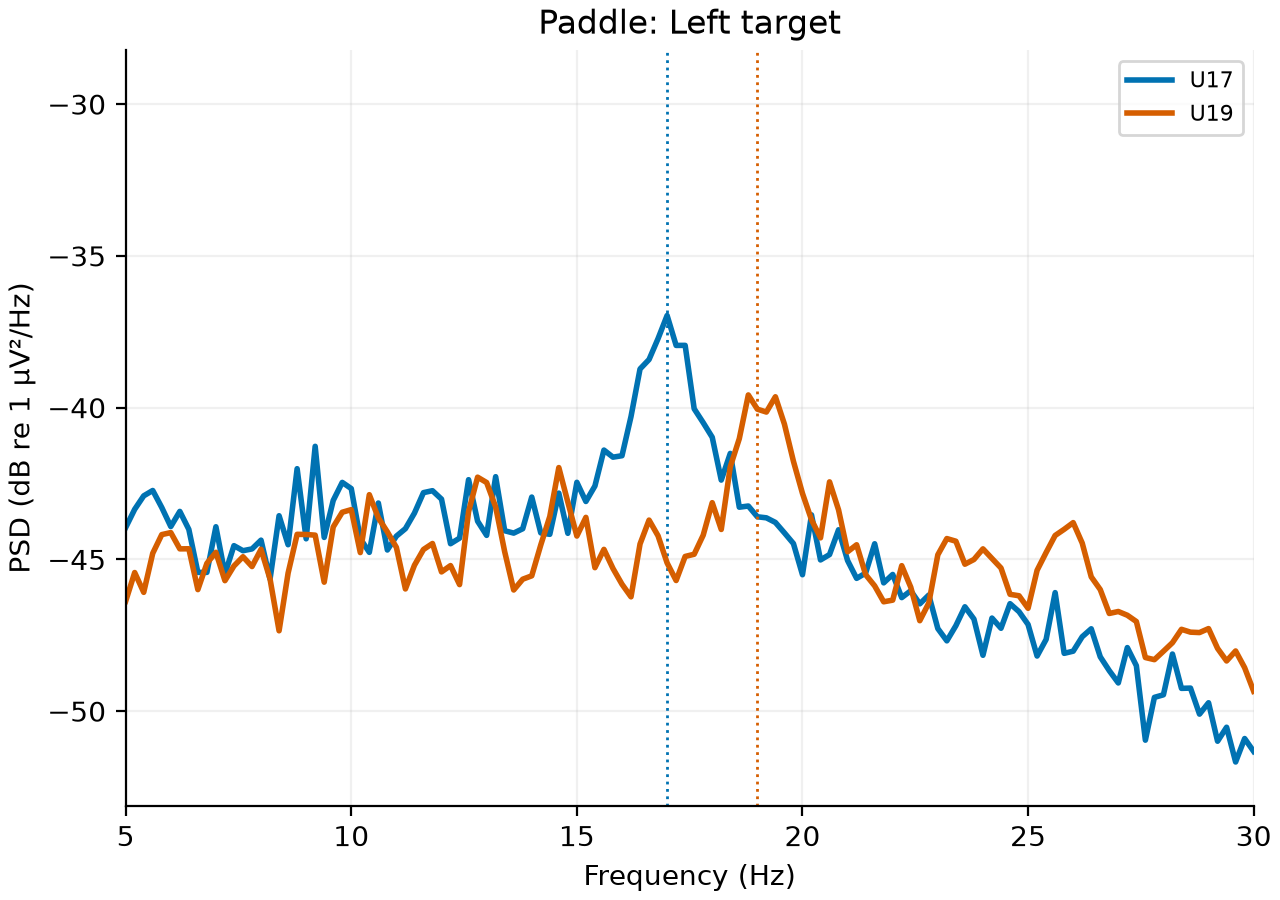 Paddle: Left target
U17
U19
PSD (dB re 1 µV²/Hz)
−30
−35
−40
−45
−50
5
10
15
20
25
30
Frequency (Hz)